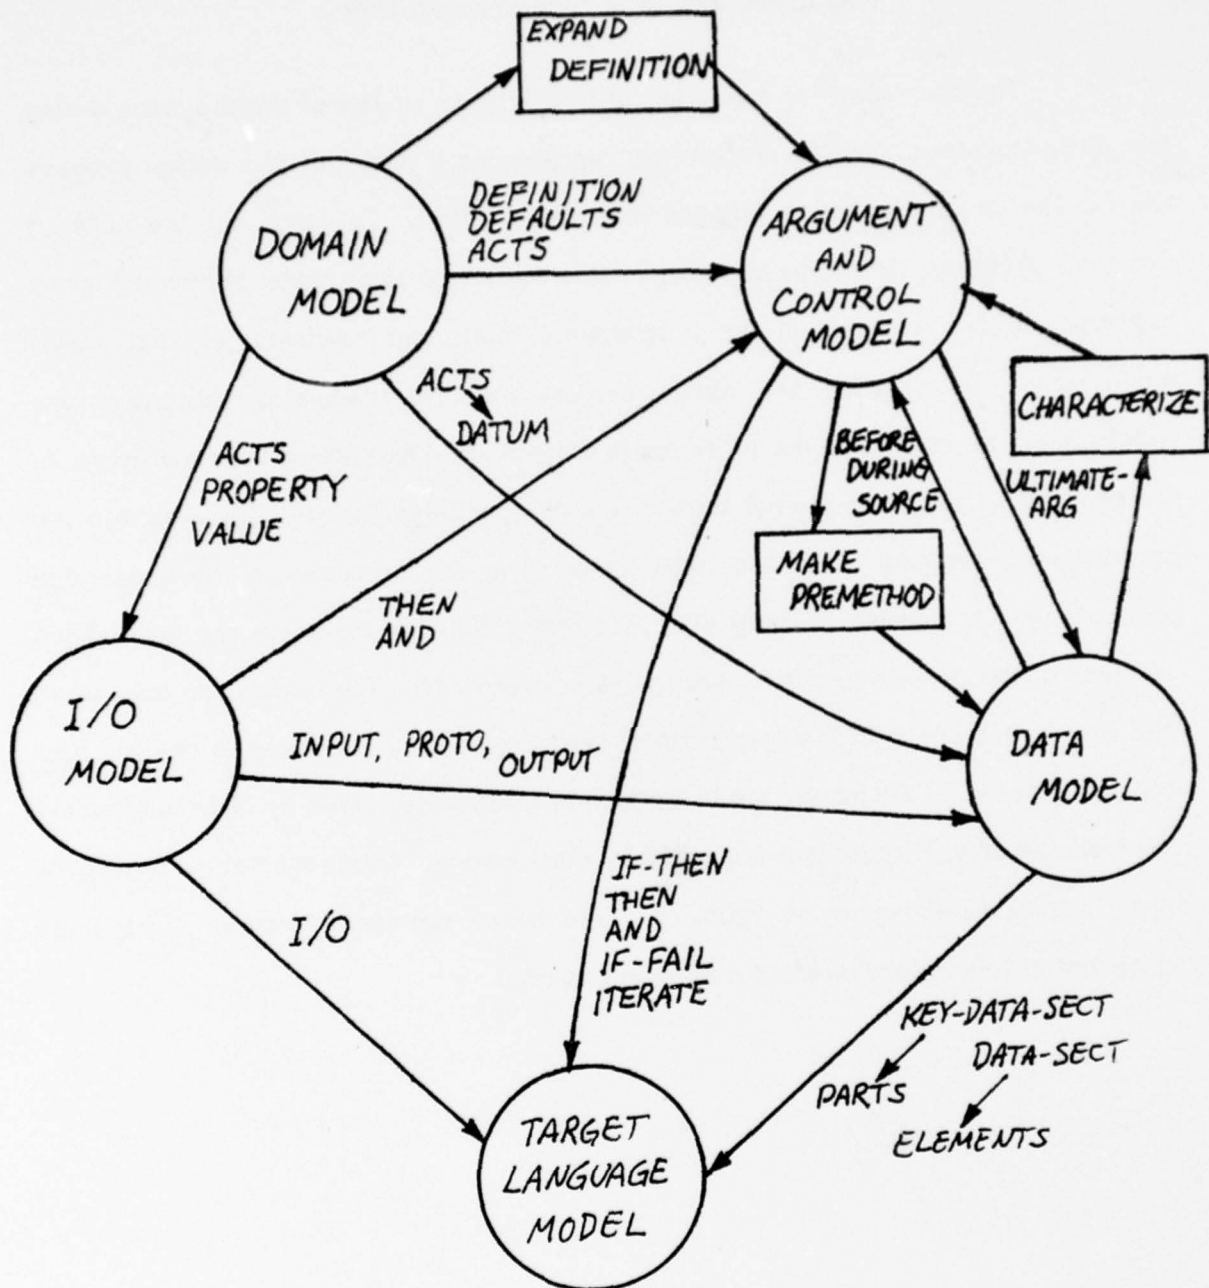 EXPAND
DEFINITION
DOMAIN
MODEL
DEFINITION
DEFAULTS
ACTS
ARGUMENT
AND
CONTROL
MODEL
CHARACTERIZE
ACTS
DATUM
ACTS
PROPERTY
VALUE
BEFORE
DURING
SOURCE
ULTIMATE-
ARG
MAKE
PREMETHOD
THEN
AND
I/O
MODEL
INPUT, PROTO, OUTPUT
DATA
MODEL
I/O
IF-THEN
THEN
AND
IF-FAIL
ITERATE
KEY-DATA-SECT
DATA-SECT
PARTS
ELEMENTS
TARGET
LANGUAGE
MODEL